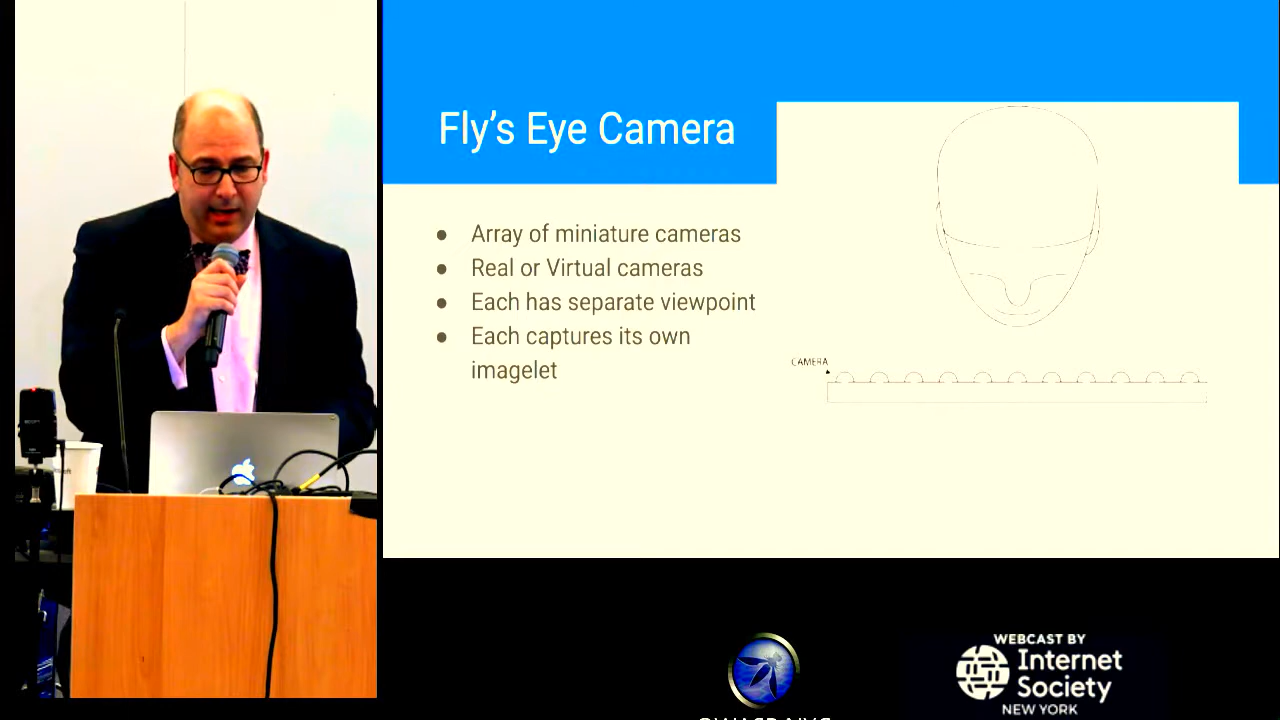 Fly's Eye Camera
● Array of miniature cameras
● Real or Virtual cameras
● Each has separate viewpoint
● Each captures its own
imagelet
CAMERA
WEBCAST BY
Internet
Society
NEW YORK